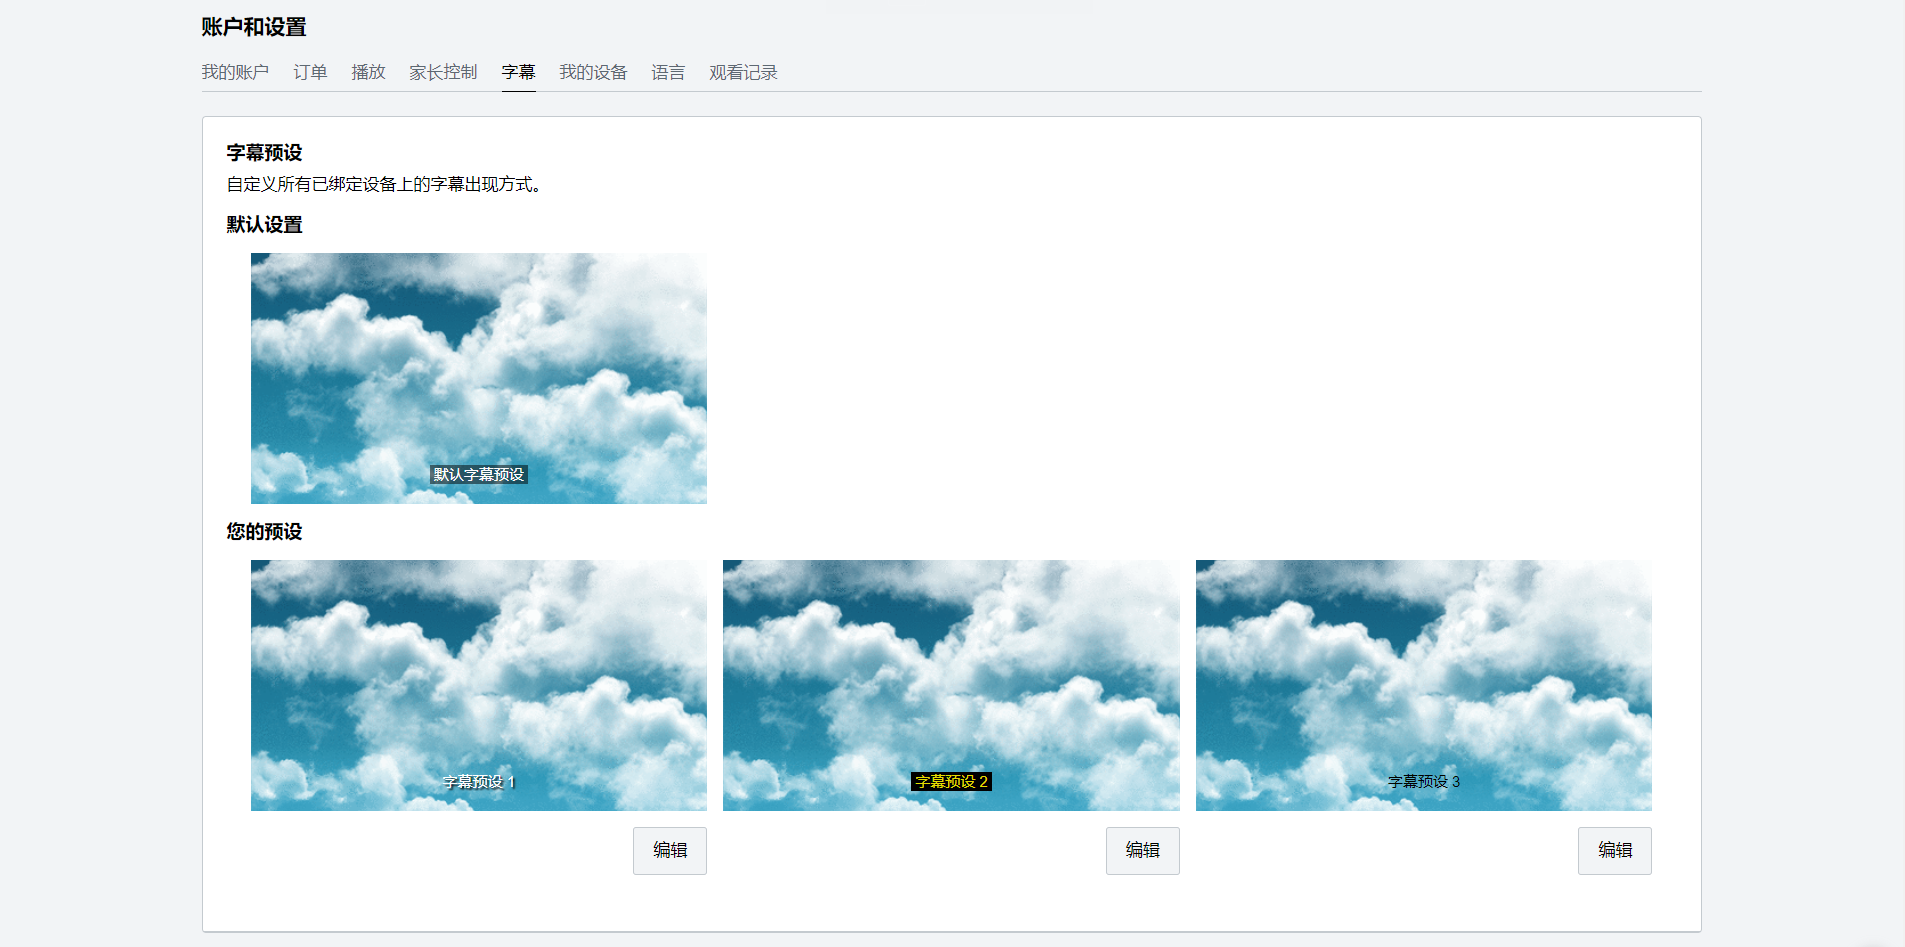 账户和设置
我的账户 订单 播放 家长控制 字幕 我的设备 语言 观看记录
字幕预设
自定义所有已绑定设备上的字幕出现方式。
默认设置
默认字幕预设
您的预设
字幕预设 1 字幕预设 2 字幕预设 3
编辑 编辑 编辑